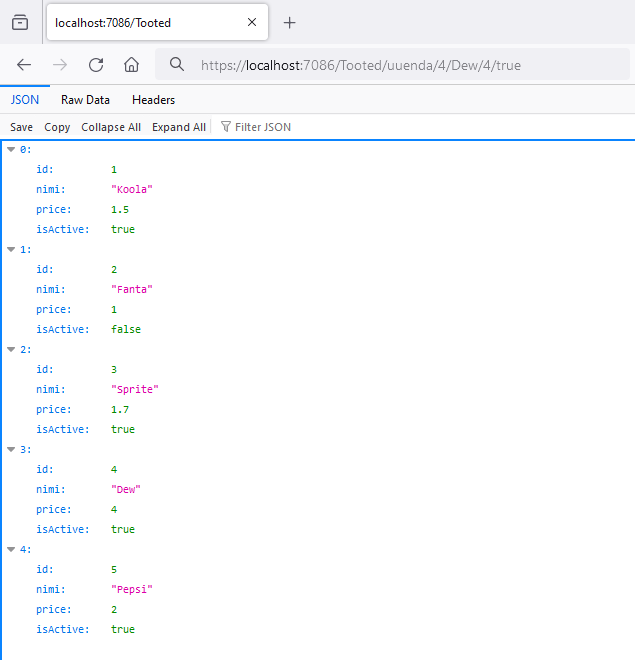 localhost:7086/Tooted
https://localhost:7086/Tooted/uuenda/4/Dew/4/true
JSON Raw Data Headers
Save Copy Collapse All Expand All Filter JSON
0:
id: 1
nimi: "Koola"
price: 1.5
isActive: true
1:
id: 2
nimi: "Fanta"
price: 1
isActive: false
2:
id: 3
nimi: "Sprite"
price: 1.7
isActive: true
3:
id: 4
nimi: "Dew"
price: 4
isActive: true
4:
id: 5
nimi: "Pepsi"
price: 2
isActive: true